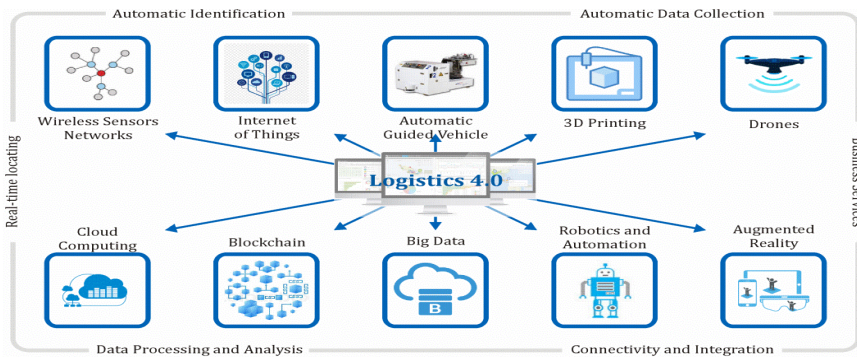 Automatic Identification
Automatic Data Collection
Wireless Sensors
Networks
Internet
of Things
Automatic
Guided Vehicle
3D Printing
Drones
Real-time locating
Logistics 4.0
Cloud
Computing
Blockchain
Big Data
Robotics and
Automation
Augmented
Reality
B
Data Processing and Analysis
Connectivity and Integration